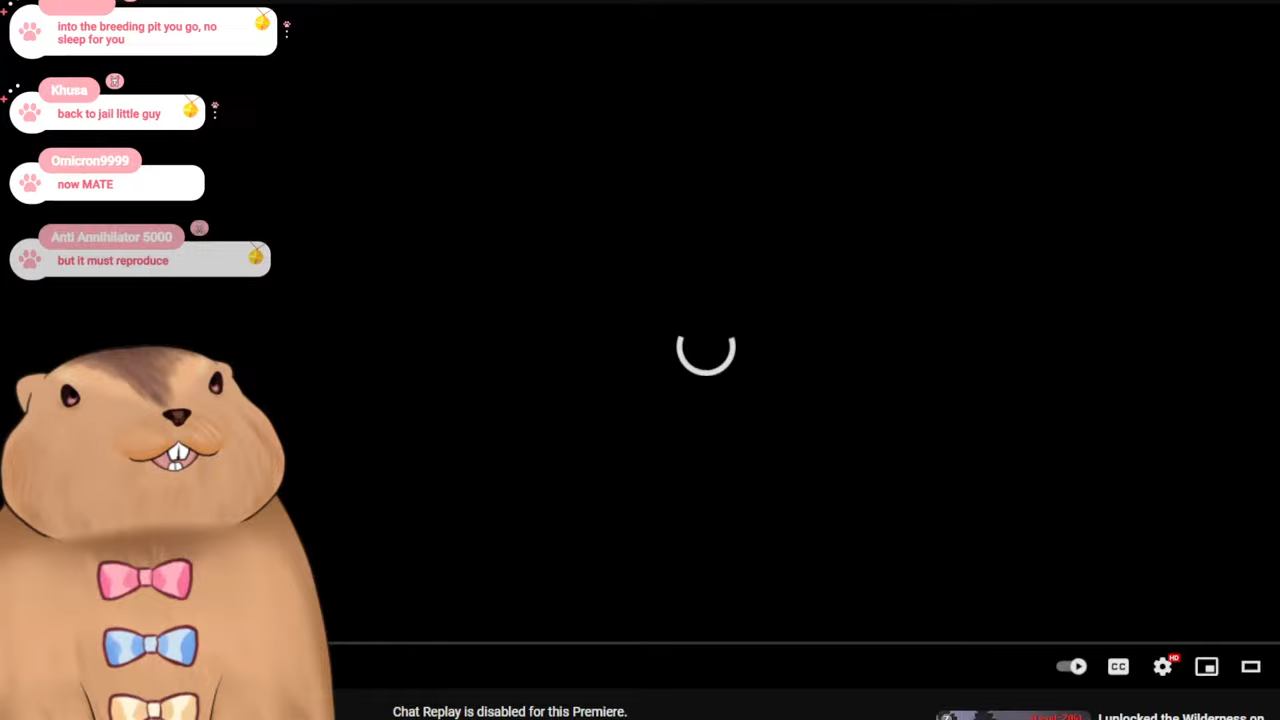 into the breeding pit you go, no
sleep for you
Khusa
back to jail little guy
Omicron9999
now MATE
Anti Annihilator 5000
but it must reproduce
HD
CC
Chat Replay is disabled for this Premiere.
I unlocked the Wilderness on